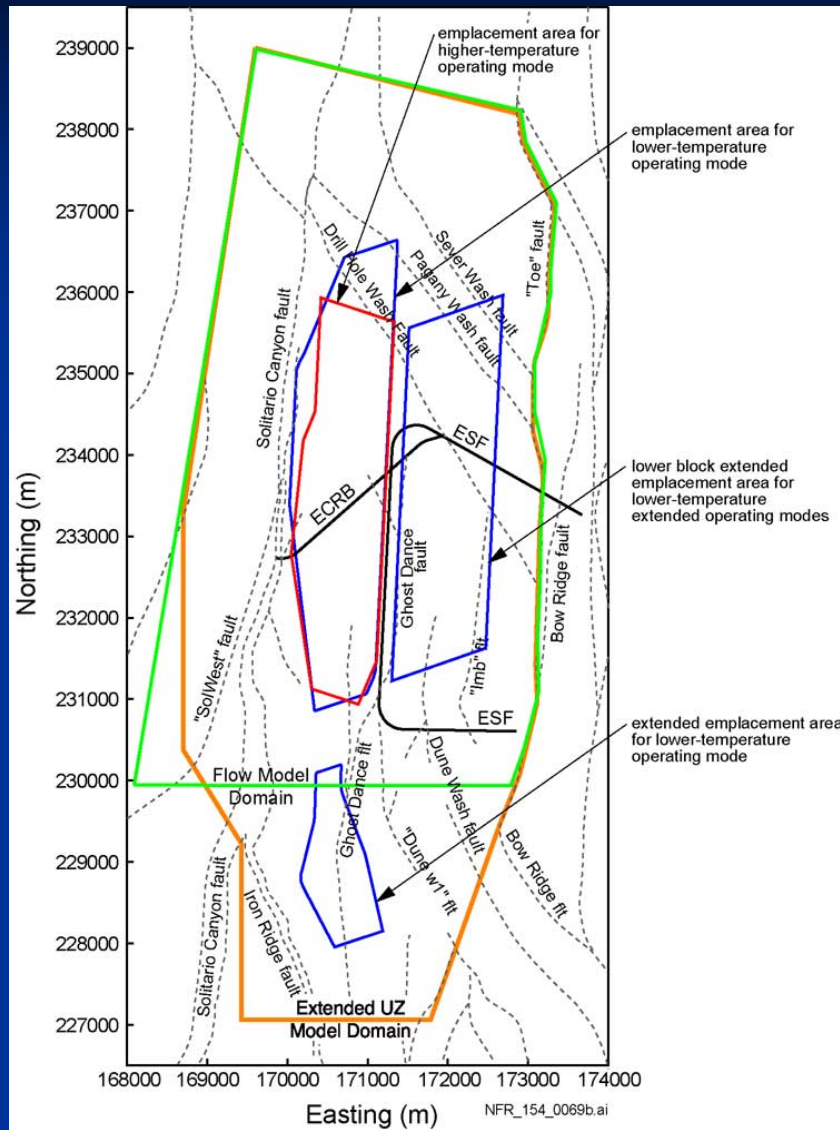 emplacement area for
higher-temperature
operating mode
emplacement area for
lower-temperature
operating mode
lower block extended
emplacement area for
lower-temperature
extended operating modes
extended emplacement area
for lower-temperature
operating mode
239000
238000
237000
236000
235000
234000
233000
232000
231000
230000
229000
228000
227000
Northing (m)
Drill Hole Wash Fault
Sever Wash fault
Pagany Wash fault
"Toe" fault
Solitario Canyon fault
ESF
ECRB
Ghost Dance
fault
Bow Ridge fault
"SolWest" fault
"Imb" flt
ESF
Flow Model
Domain
Ghost Dance flt
Dune Wash fault
"Dune w1" flt
Bow Ridge flt
Solitario Canyon fault
Iron Ridge fault
Extended UZ
Model Domain
168000
169000
170000
171000
172000
173000
174000
Easting (m)
NFR_154_0069b.ai